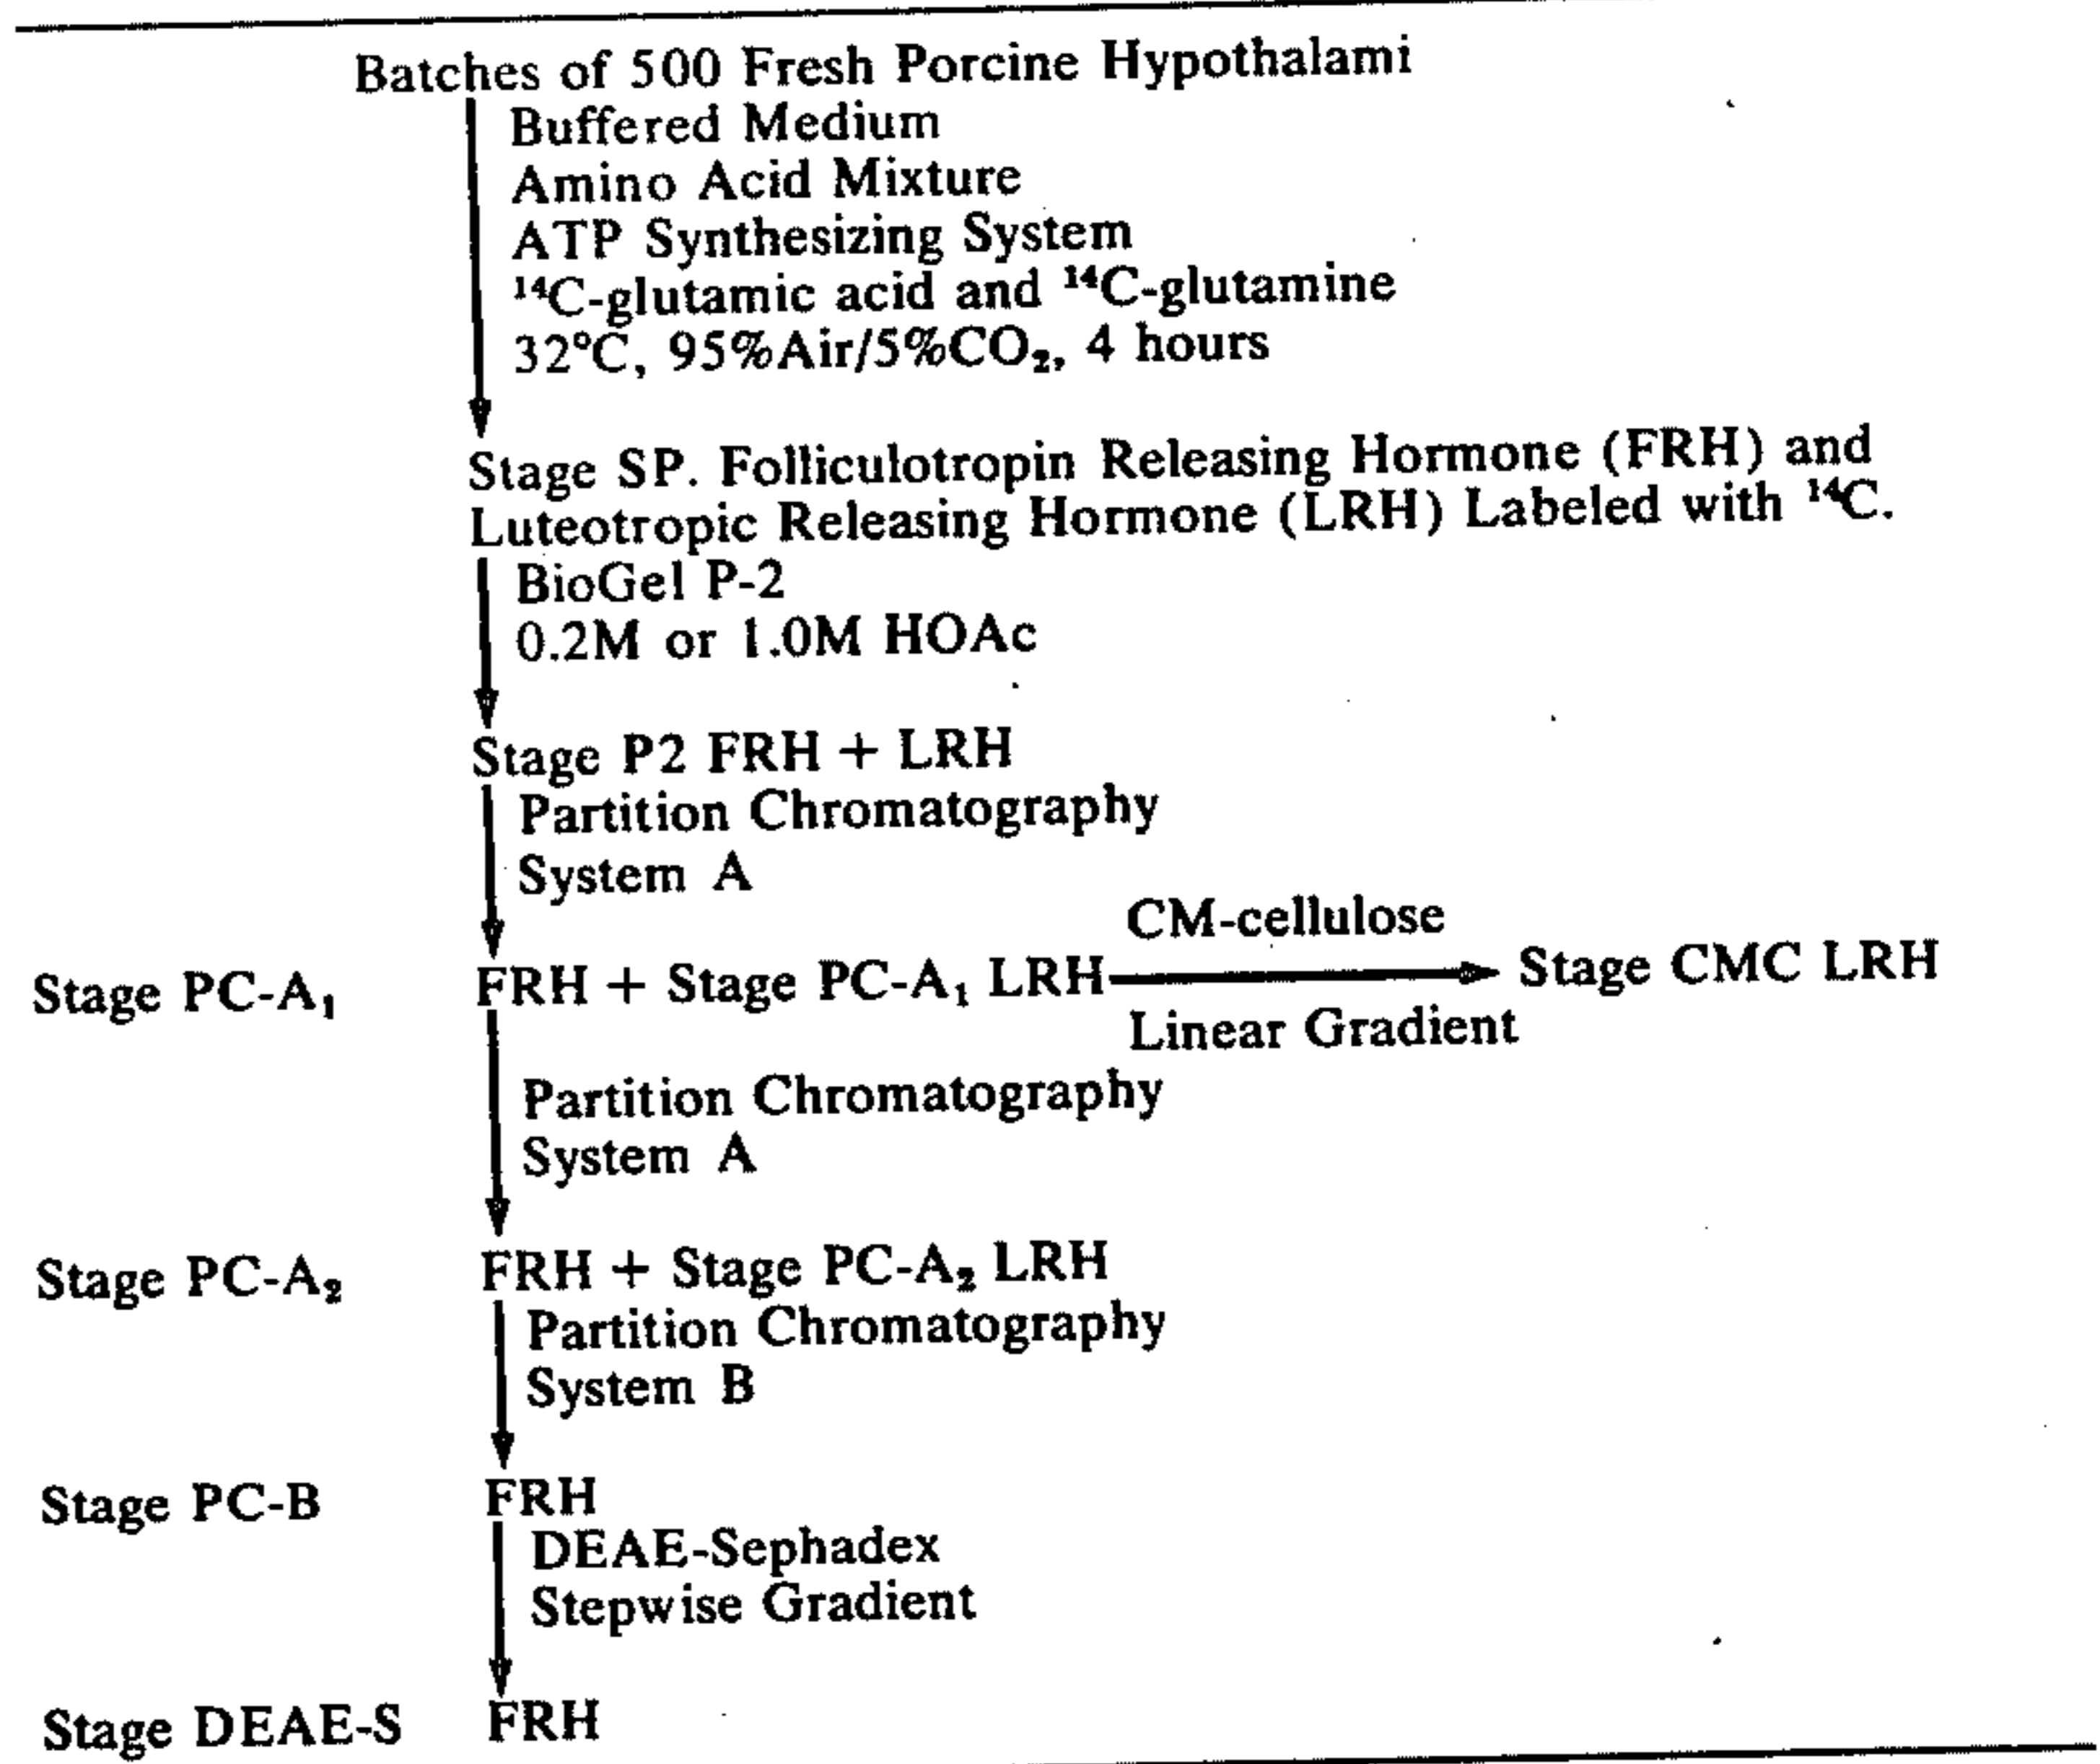 Batches of 500 Fresh Porcine Hypothalami
Buffered Medium
Amino Acid Mixture
ATP Synthesizing System
¹⁴C-glutamic acid and ¹⁴C-glutamine
32°C, 95%Air/5%CO₂, 4 hours
Stage SP. Folliculotropin Releasing Hormone (FRH) and
Luteotropic Releasing Hormone (LRH) Labeled with ¹⁴C.
BioGel P-2
0.2M or 1.0M HOAc
Stage P2 FRH + LRH
Partition Chromatography
System A
CM-cellulose
Stage PC-A₁ FRH + Stage PC-A₁ LRH Stage CMC LRH
Linear Gradient
Partition Chromatography
System A
Stage PC-A₂ FRH + Stage PC-A₂ LRH
Partition Chromatography
System B
Stage PC-B FRH
DEAE-Sephadex
Stepwise Gradient
Stage DEAE-S FRH